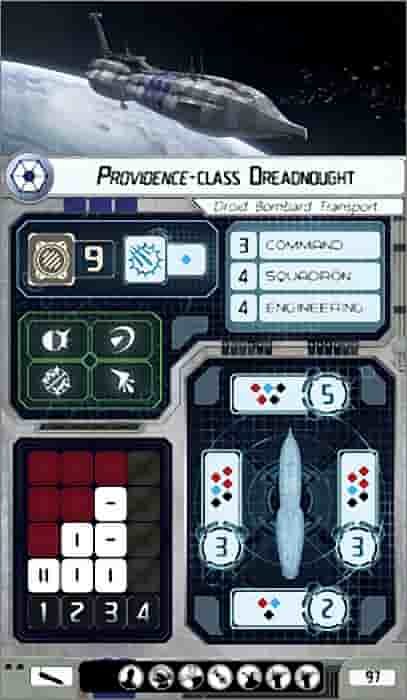 PROVIDENCE-CLASS DREADNOUGHT
Droid Bombard Transport
9
3 COMMAND
4 SQUADRON
4 ENGINEERING
5
3 3
2
-
I -
II I I
1 2 3 4
97